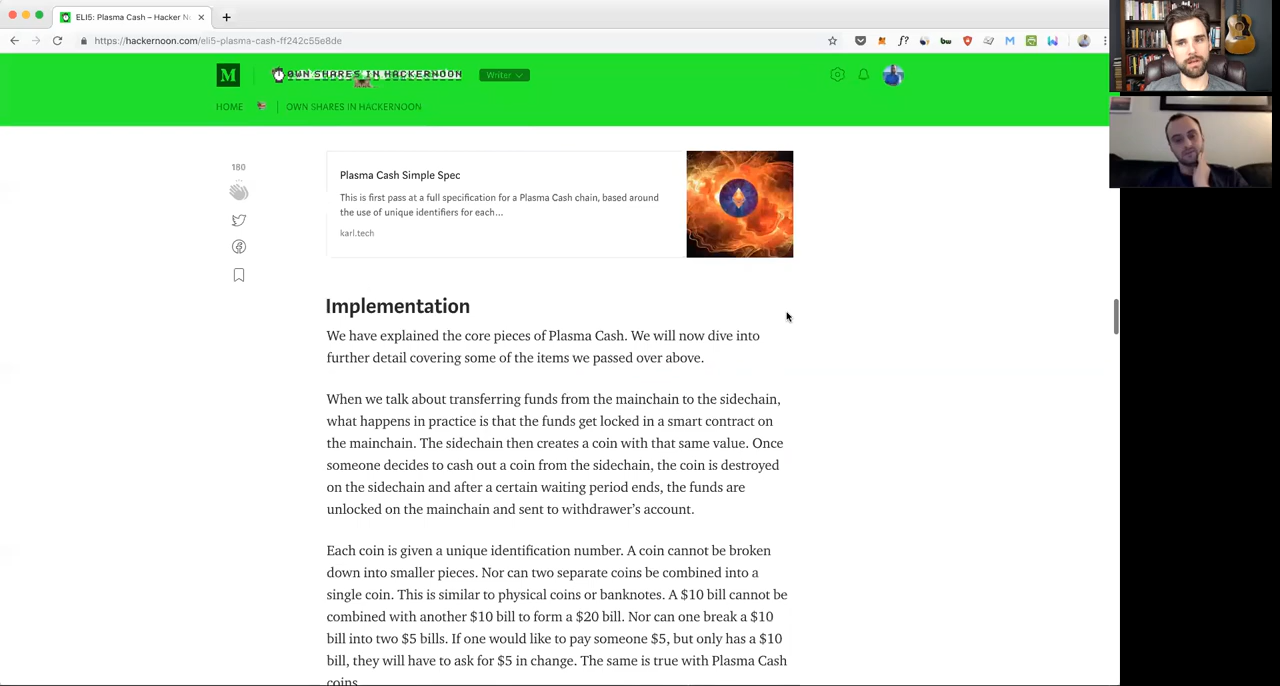 ELI5: Plasma Cash – Hacker No
https://hackernoon.com/eli5-plasma-cash-ff242c55e8de
f?
M
OWN SHARES IN HACKERNOON
Writer
HOME
OWN SHARES IN HACKERNOON
180
Plasma Cash Simple Spec
This is first pass at a full specification for a Plasma Cash chain, based around
the use of unique identifiers for each...
karl.tech
Implementation
We have explained the core pieces of Plasma Cash. We will now dive into
further detail covering some of the items we passed over above.
When we talk about transferring funds from the mainchain to the sidechain,
what happens in practice is that the funds get locked in a smart contract on
the mainchain. The sidechain then creates a coin with that same value. Once
someone decides to cash out a coin from the sidechain, the coin is destroyed
on the sidechain and after a certain waiting period ends, the funds are
unlocked on the mainchain and sent to withdrawer's account.
Each coin is given a unique identification number. A coin cannot be broken
down into smaller pieces. Nor can two separate coins be combined into a
single coin. This is similar to physical coins or banknotes. A $10 bill cannot be
combined with another $10 bill to form a $20 bill. Nor can one break a $10
bill into two $5 bills. If one would like to pay someone $5, but only has a $10
bill, they will have to ask for $5 in change. The same is true with Plasma Cash
coins.